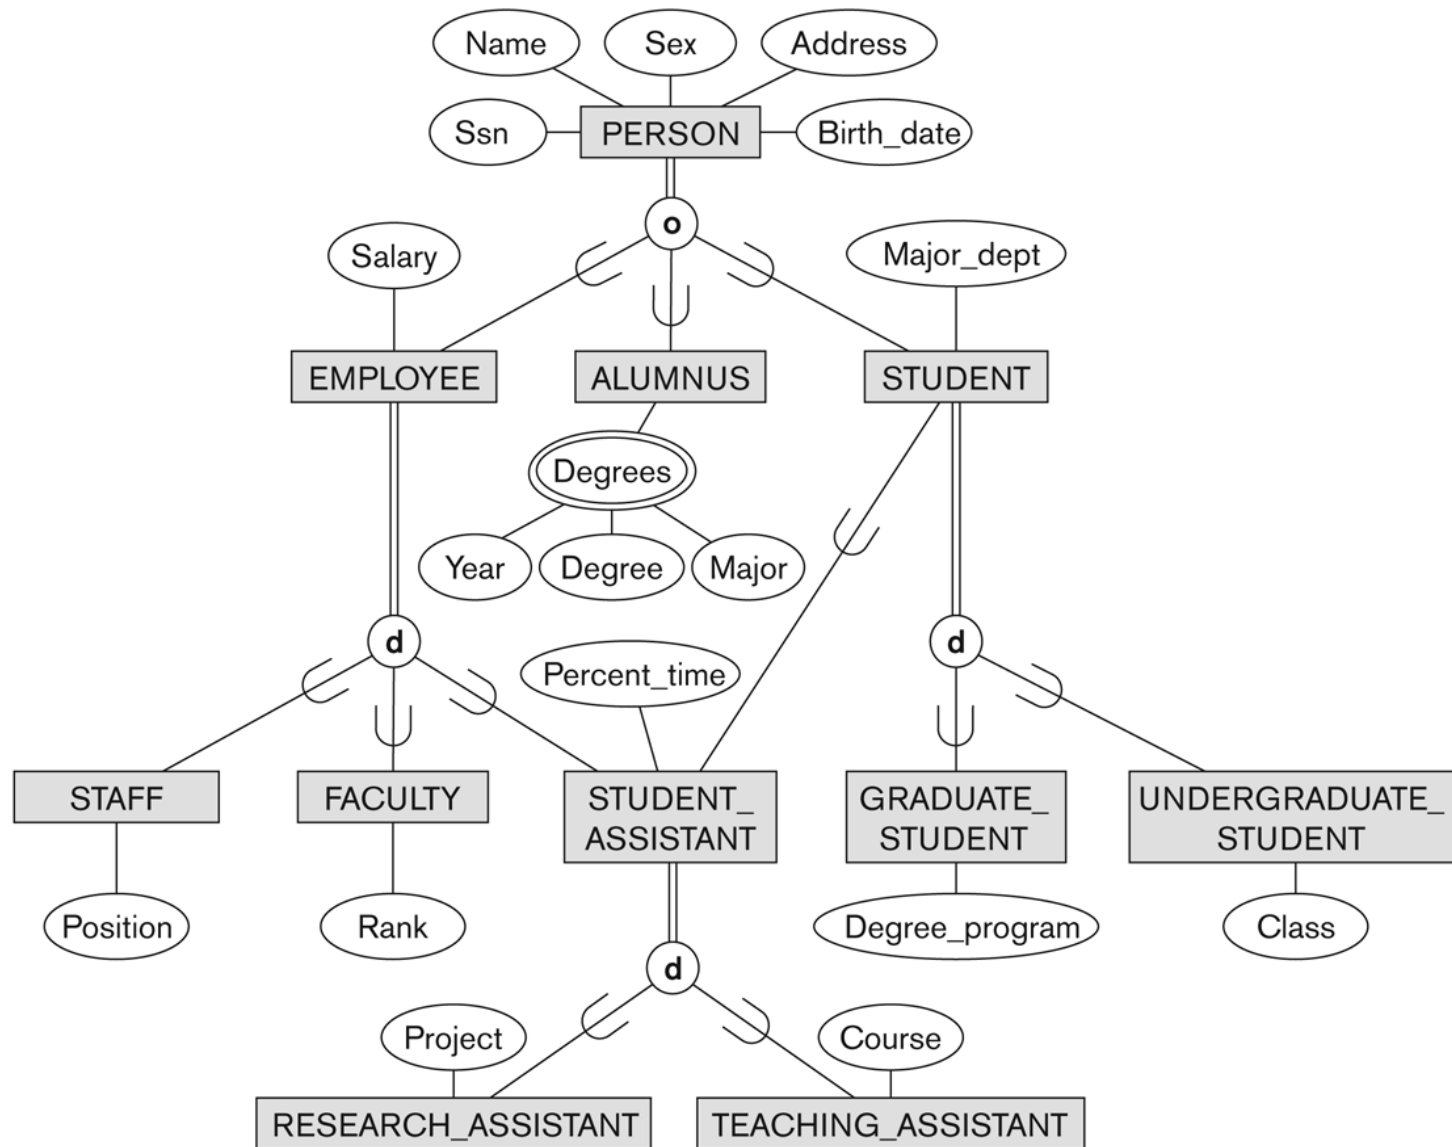 Name
Sex
Address
Ssn
PERSON
Birth_date
o
Salary
Major_dept
EMPLOYEE
ALUMNUS
STUDENT
Degrees
Year
Degree
Major
d
d
Percent_time
STAFF
FACULTY
STUDENT_
ASSISTANT
GRADUATE_
STUDENT
UNDERGRADUATE_
STUDENT
Position
Rank
Degree_program
Class
d
Project
Course
RESEARCH_ASSISTANT
TEACHING_ASSISTANT